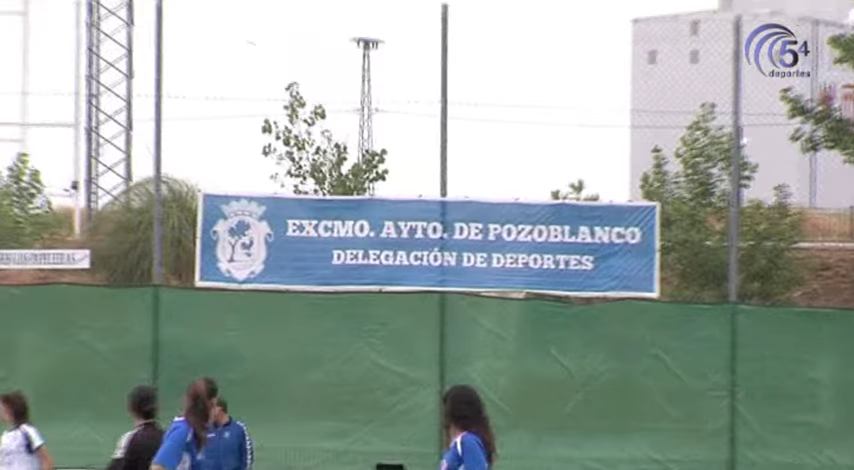 54
deportes
EXCMO. AYTO. DE POZOBLANCO
DELEGACIÓN DE DEPORTES